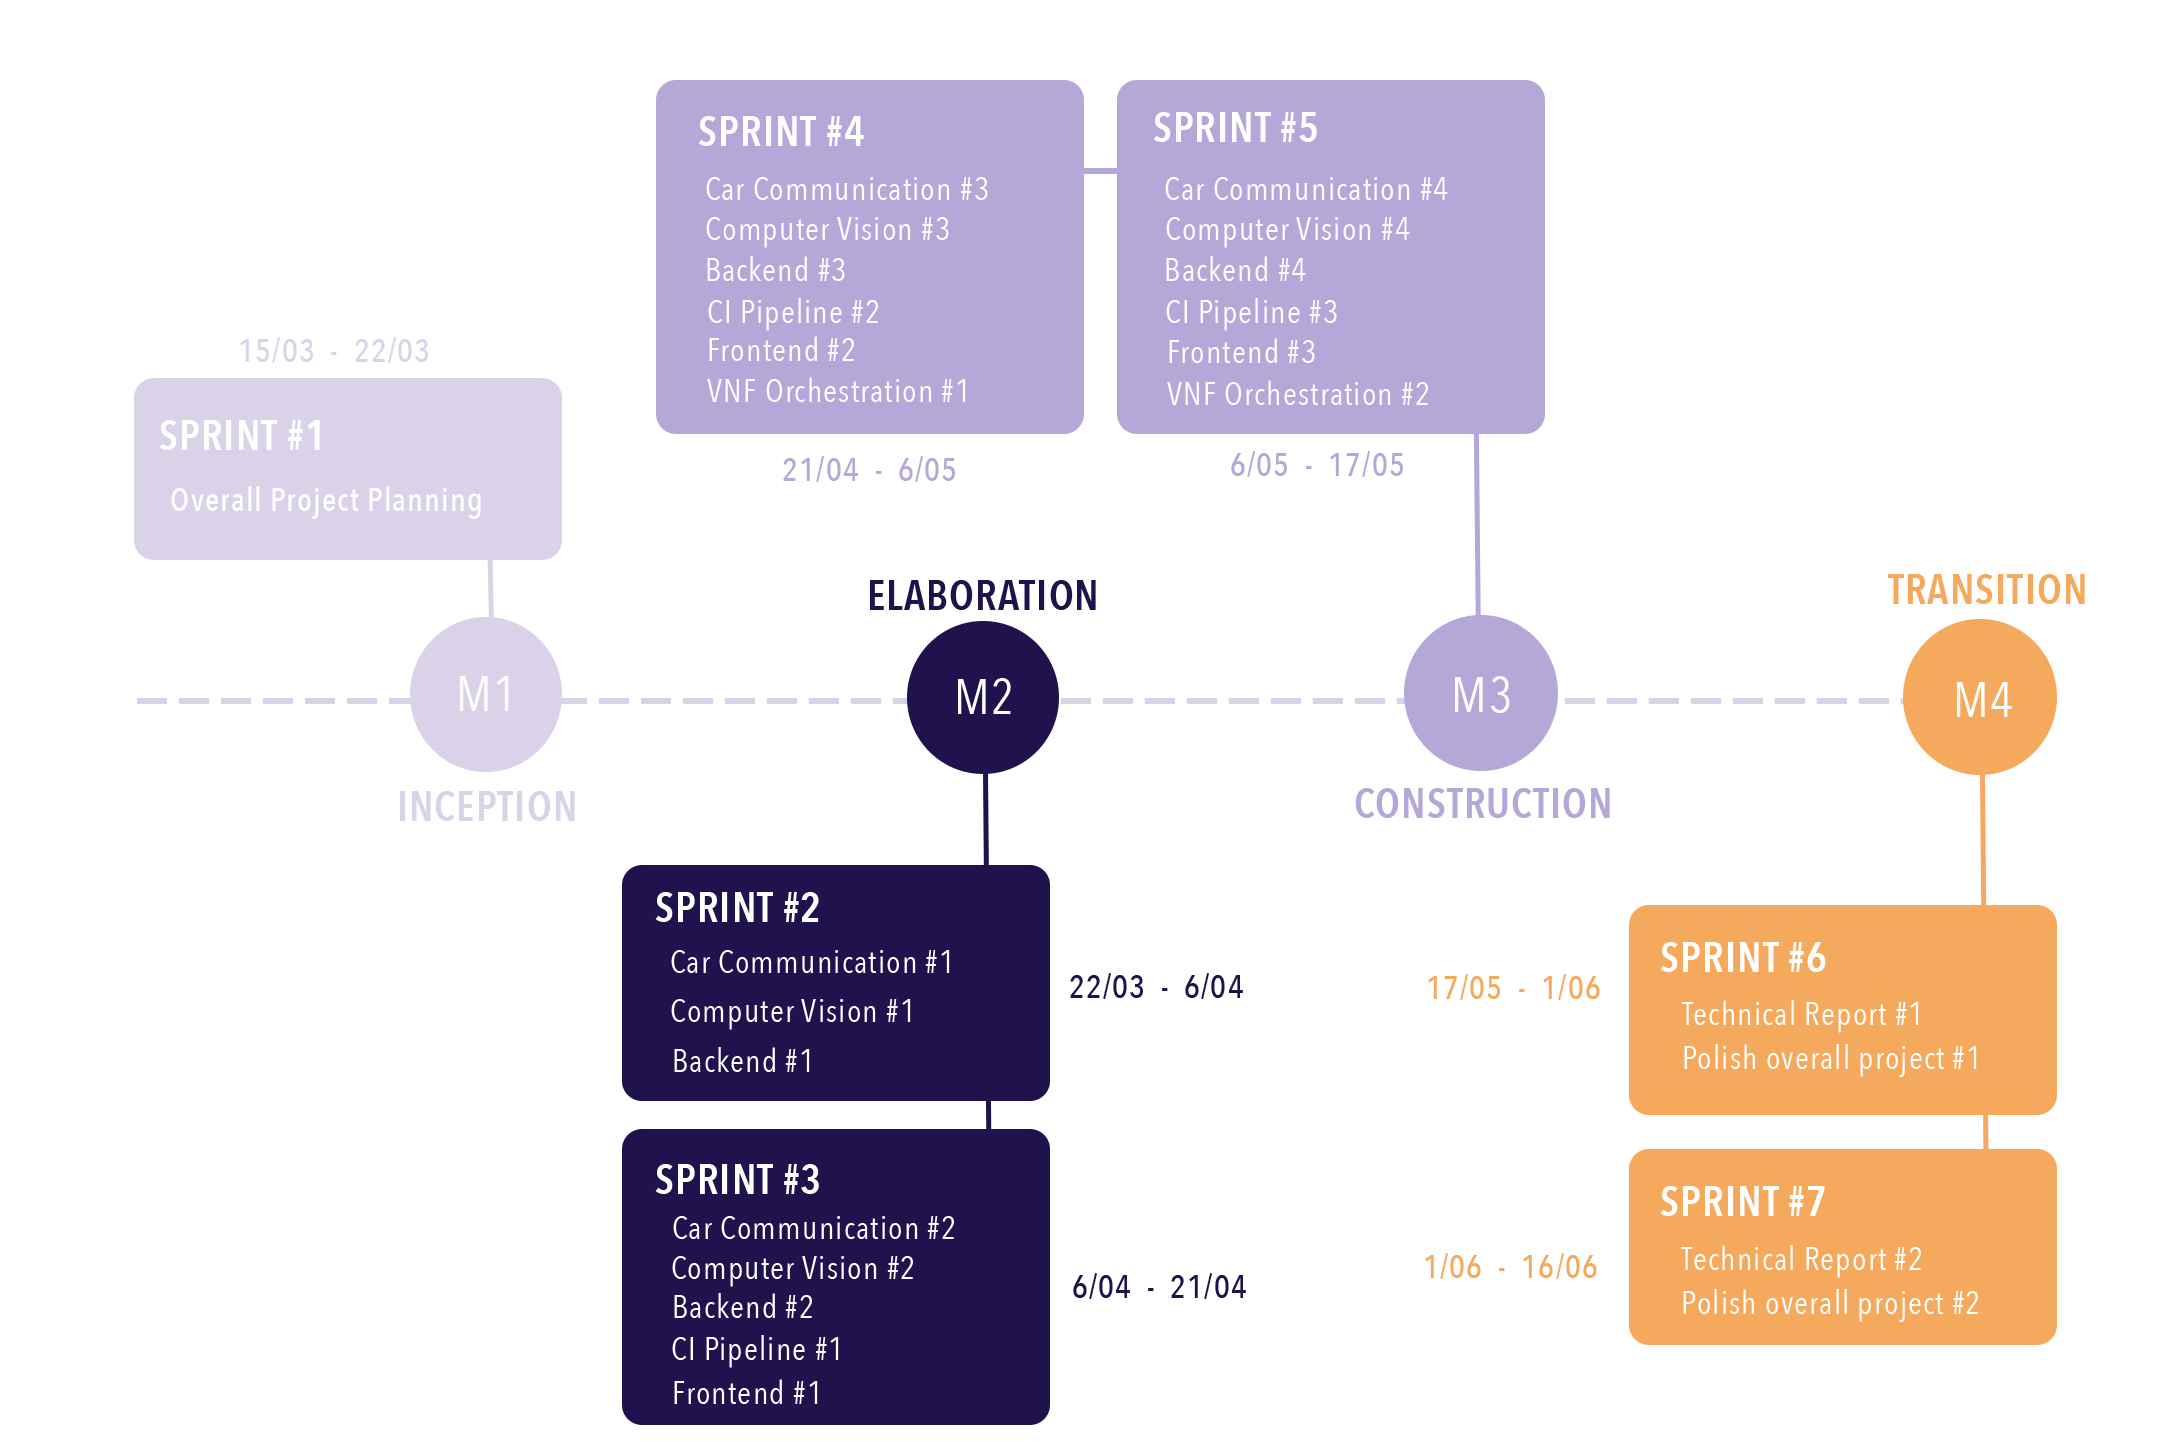 15/03 - 22/03
SPRINT #1
Overall Project Planning
M1
INCEPTION
ELABORATION
M2
SPRINT #2
Car Communication #1
Computer Vision #1
Backend #1
22/03 - 6/04
SPRINT #3
Car Communication #2
Computer Vision #2
Backend #2
CI Pipeline #1
Frontend #1
6/04 - 21/04
SPRINT #4
Car Communication #3
Computer Vision #3
Backend #3
CI Pipeline #2
Frontend #2
VNF Orchestration #1
21/04 - 6/05
SPRINT #5
Car Communication #4
Computer Vision #4
Backend #4
CI Pipeline #3
Frontend #3
VNF Orchestration #2
6/05 - 17/05
M3
CONSTRUCTION
TRANSITION
M4
17/05 - 1/06
SPRINT #6
Technical Report #1
Polish overall project #1
1/06 - 16/06
SPRINT #7
Technical Report #2
Polish overall project #2